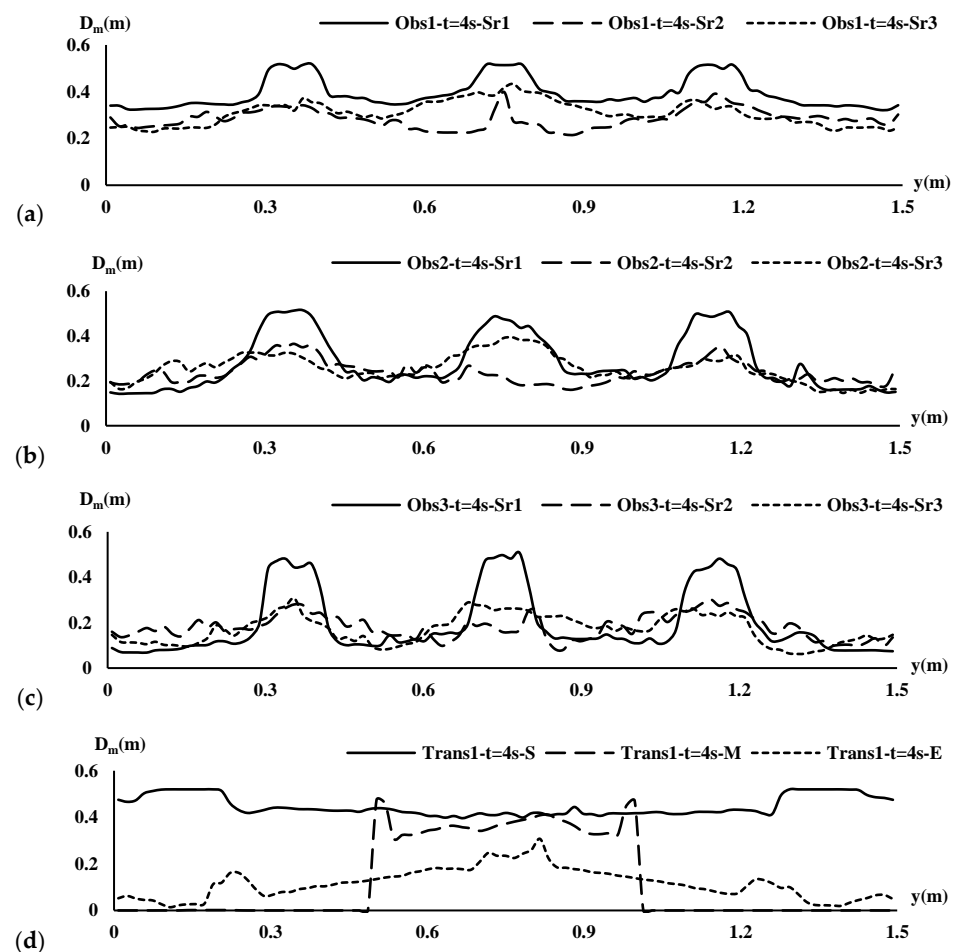 Dm(m)
Obs1-t=4s-Sr1 Obs1-t=4s-Sr2 Obs1-t=4s-Sr3
0.6
0.4
0.2
0
y(m)
(a)
0 0.3 0.6 0.9 1.2 1.5
Dm(m)
Obs2-t=4s-Sr1 Obs2-t=4s-Sr2 Obs2-t=4s-Sr3
0.6
0.4
0.2
0
y(m)
(b)
0 0.3 0.6 0.9 1.2 1.5
Dm(m)
Obs3-t=4s-Sr1 Obs3-t=4s-Sr2 Obs3-t=4s-Sr3
0.6
0.4
0.2
0
y(m)
(c)
0 0.3 0.6 0.9 1.2 1.5
Dm(m)
Trans1-t=4s-S Trans1-t=4s-M Trans1-t=4s-E
0.6
0.4
0.2
0
y(m)
(d)
0 0.3 0.6 0.9 1.2 1.5